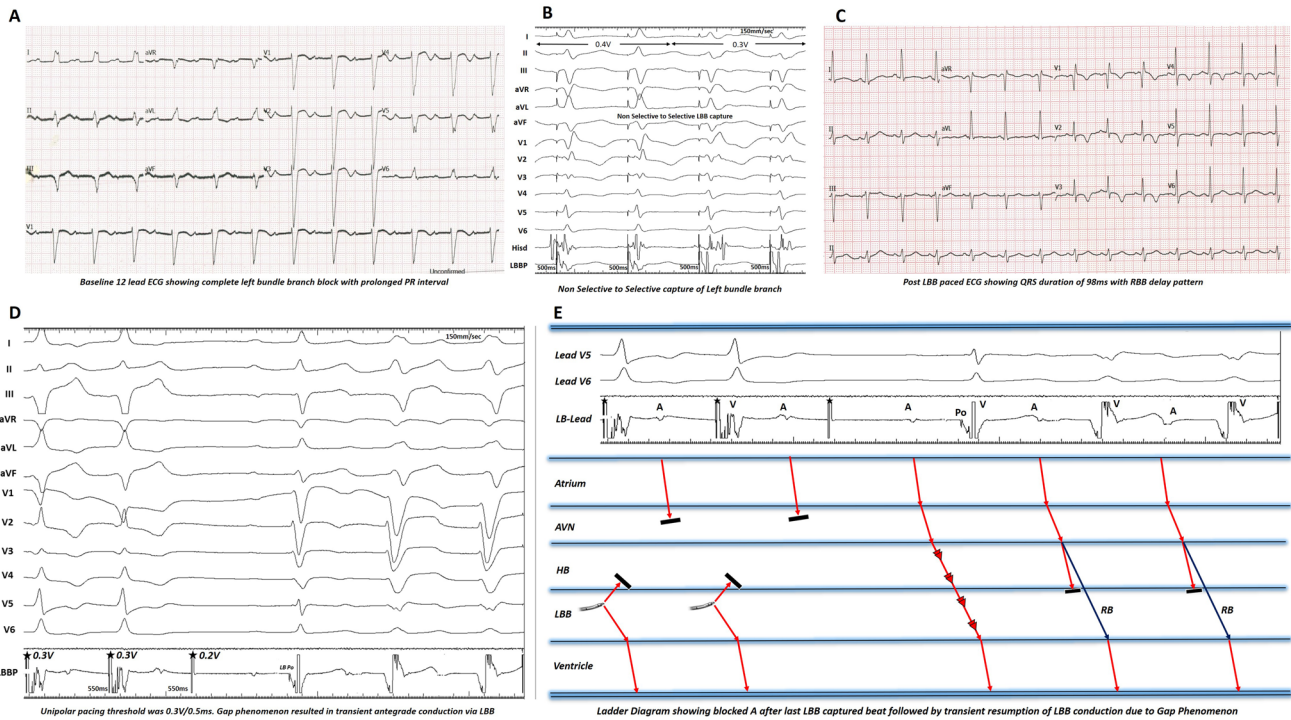 A
I
aVR
V1
V4
II
aVL
V2
V5
III
aVF
V3
V6
V1
Unconfirmed
Baseline 12 lead ECG showing complete left bundle branch block with prolonged PR interval
B
150mm/sec
0.4V
0.3V
I
II
III
aVR
aVL
Non Selective to Selective LBB capture
aVF
V1
V2
V3
V4
V5
V6
Hisd
LBBP
500ms
500ms
500ms
500ms
Non Selective to Selective capture of Left bundle branch
C
I
aVR
V1
V4
II
aVL
V2
V5
III
aVF
V3
V6
II
Post LBB paced ECG showing QRS duration of 98ms with RBB delay pattern
D
150mm/sec
I
II
III
aVR
aVL
aVF
V1
V2
V3
V4
V5
V6
★0.3V
★0.3V
★0.2V
LB Po
LBBP
550ms
550ms
Unipolar pacing threshold was 0.3V/0.5ms. Gap phenomenon resulted in transient antegrade conduction via LBB
E
Lead V5
Lead V6
LB-Lead
★
A
★
V
A
★
A
Po
V
A
V
A
V
Atrium
AVN
HB
LBB
RB
RB
Ventricle
Ladder Diagram showing blocked A after last LBB captured beat followed by transient resumption of LBB conduction due to Gap Phenomenon